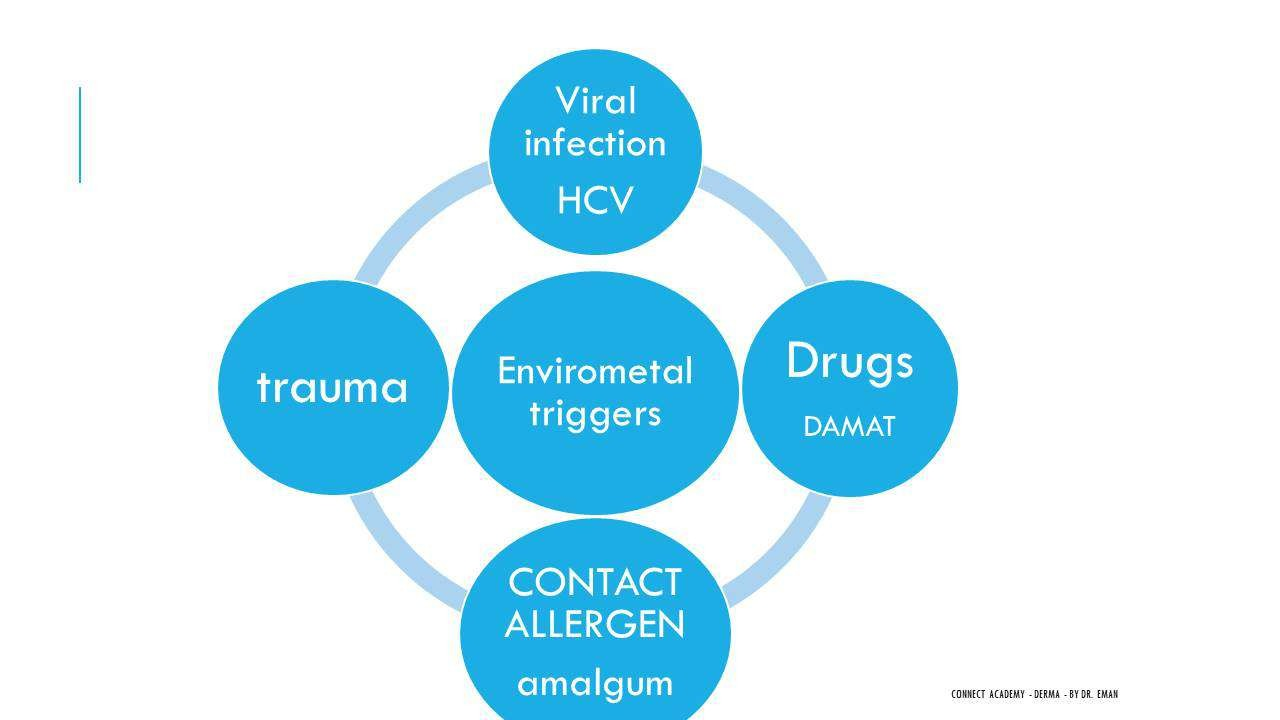 Viral
infection
HCV
trauma
Envirometal
triggers
Drugs
DAMAT
CONTACT
ALLERGEN
amalgum
CONNECT ACADEMY - DERMA - BY DR. EMAN